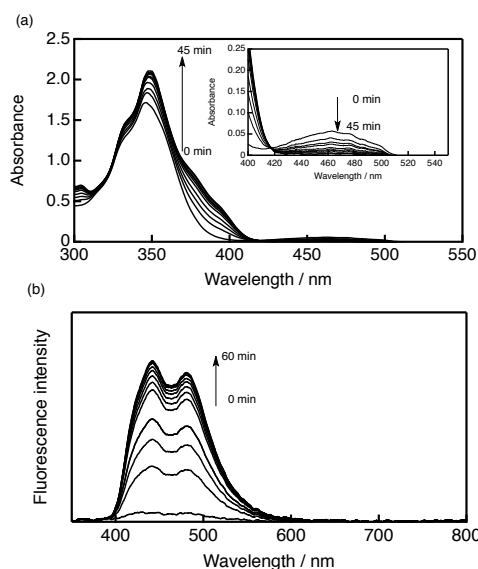 (a)
Absorbance
2.5
2.0
1.5
1.0
0.5
0
45 min
0 min
300
350
400
450
500
550
Wavelength / nm
Absorbance
0.25
0.20
0.15
0.10
0.05
0
0 min
45 min
400 420 440 460 480 500 520 540
Wavelength / nm
(b)
Fluorescence intensity
60 min
0 min
400
500
600
700
800
Wavelength / nm